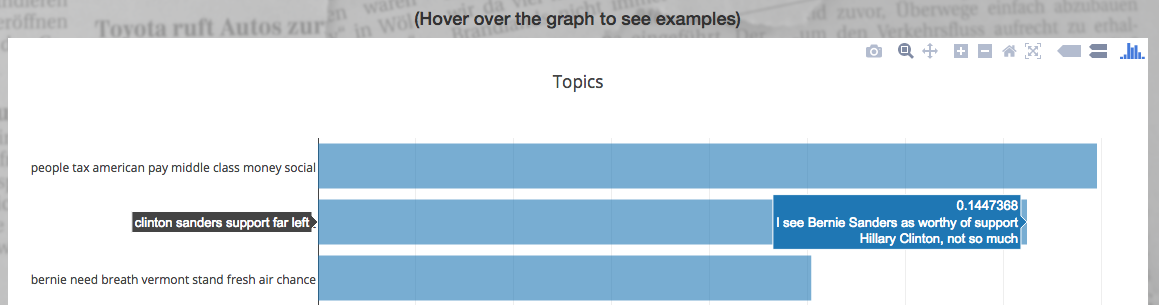 eröffnen
Toyota ruft Autos zur
(Hover over the graph to see examples)
Topics
people tax american pay middle class money social
clinton sanders support far left
0.1447368
I see Bernie Sanders as worthy of support
Hillary Clinton, not so much
bernie need breath vermont stand fresh air chance